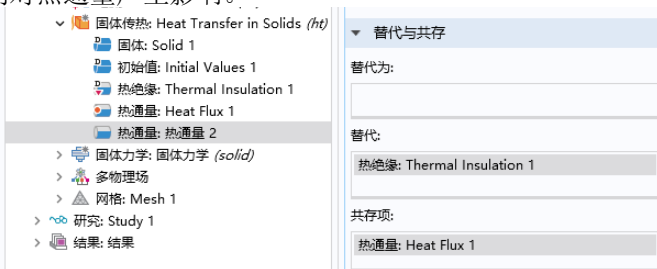 固体传热: Heat Transfer in Solids (ht)
固体: Solid 1
初始值: Initial Values 1
热绝缘: Thermal Insulation 1
热通量: Heat Flux 1
热通量: 热通量 2
固体力学: 固体力学 (solid)
多物理场
网格: Mesh 1
研究: Study 1
结果: 结果
替代与共存
替代为:
替代:
热绝缘: Thermal Insulation 1
共存项:
热通量: Heat Flux 1